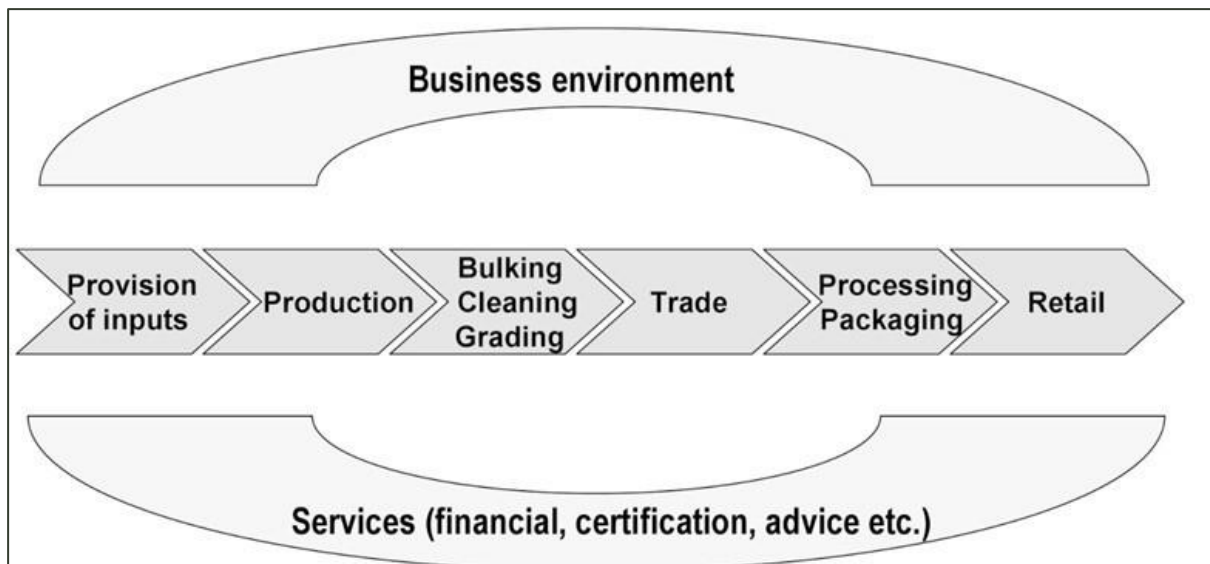 Business environment
Provision
of inputs
Production
Bulking
Cleaning
Grading
Trade
Processing
Packaging
Retail
Services (financial, certification, advice etc.)